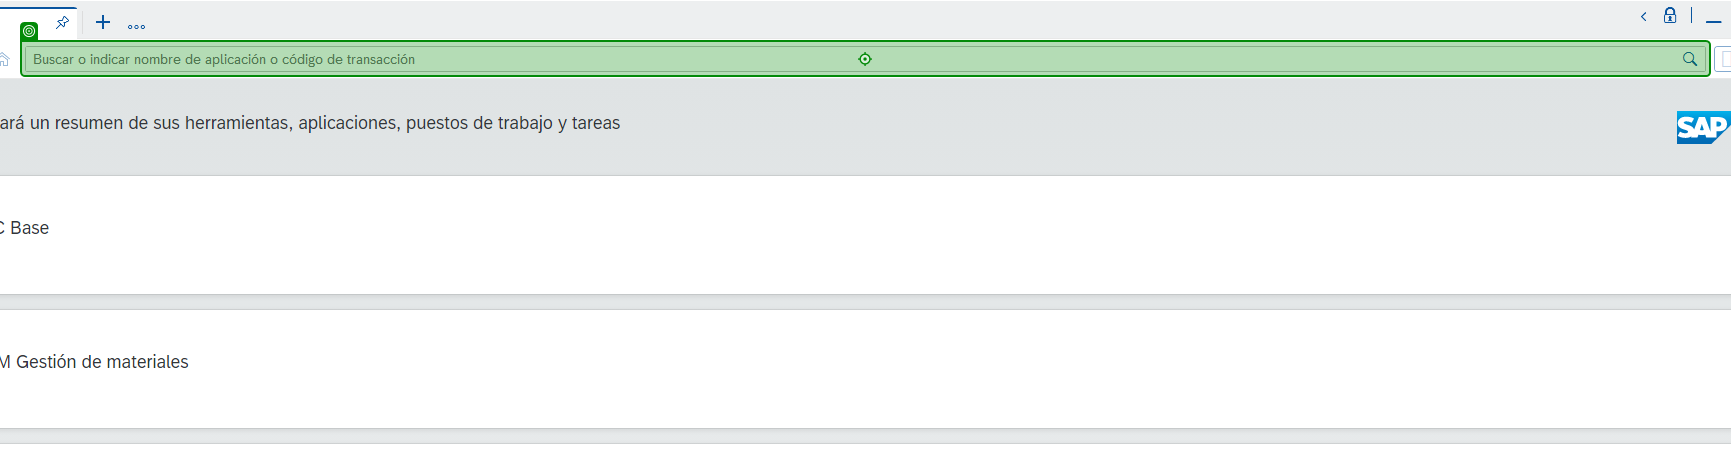 Buscar o indicar nombre de aplicación o código de transacción
ará un resumen de sus herramientas, aplicaciones, puestos de trabajo y tareas
SAP
C Base
M Gestión de materiales